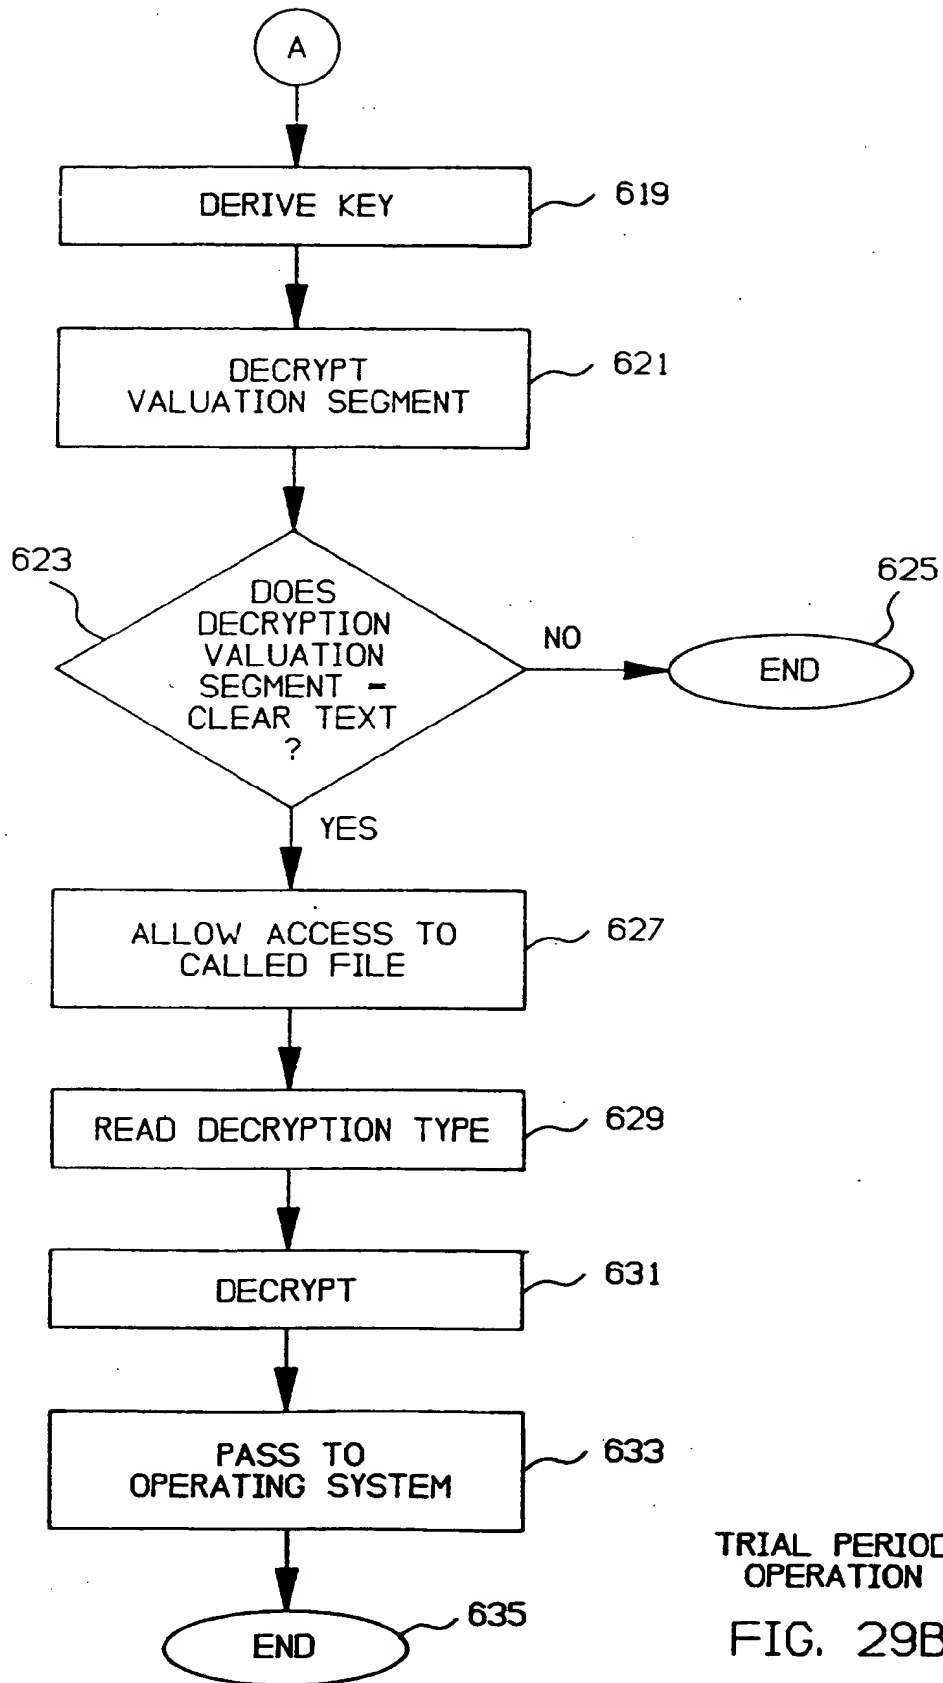 A
DERIVE KEY
619
DECRYPT
VALUATION SEGMENT
621
623
DOES
DECRYPTION
VALUATION
SEGMENT -
CLEAR TEXT
?
NO
625
END
YES
ALLOW ACCESS TO
CALLED FILE
627
READ DECRYPTION TYPE
629
DECRYPT
631
PASS TO
OPERATING SYSTEM
633
END
635
TRIAL PERIOD
OPERATION
FIG. 29B